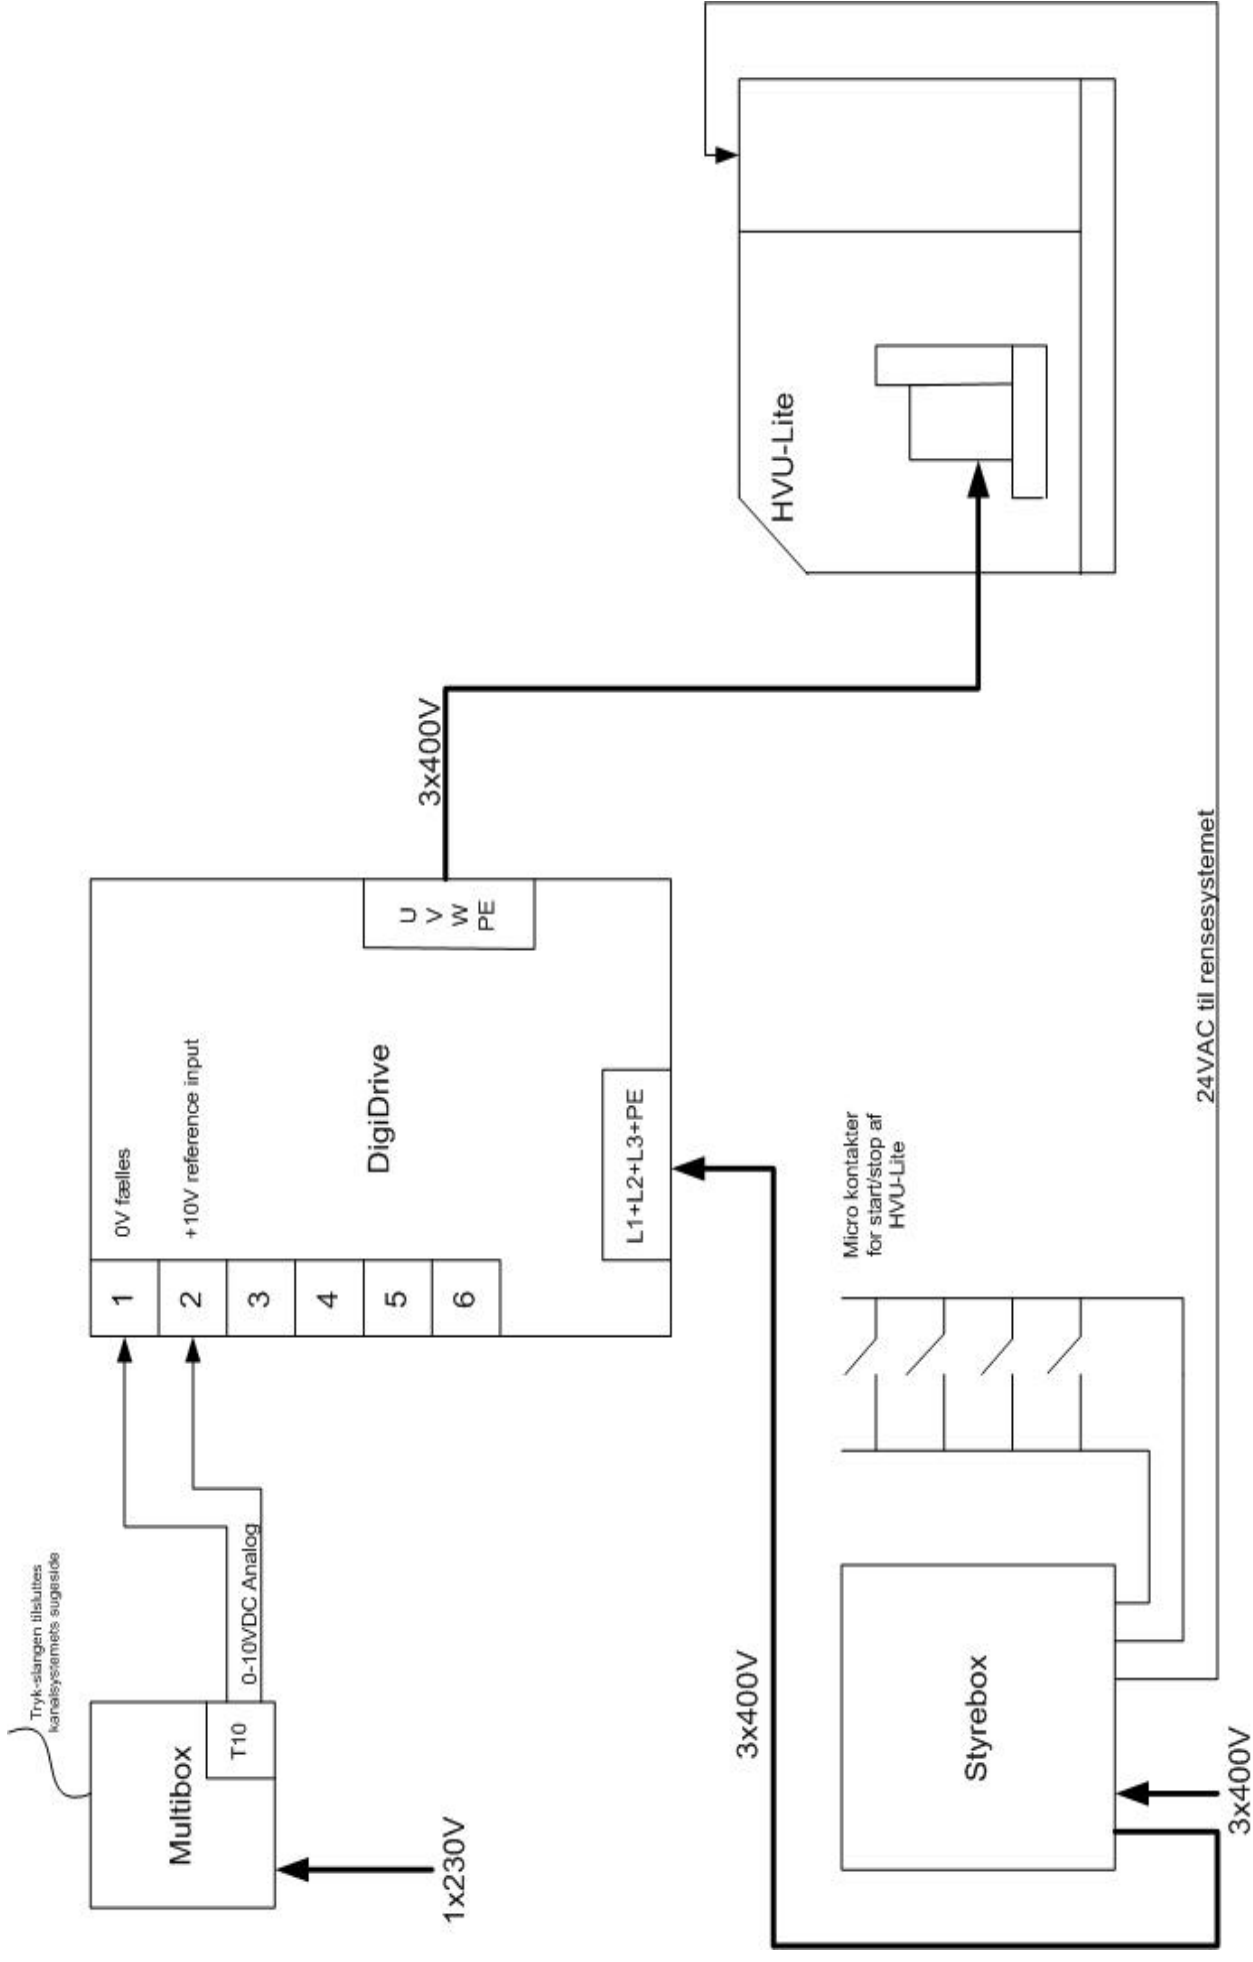 Tryk-slangen tilsluttes
kanalsystemets sugeside
Multibox
T10
0-10VDC Analog
1x230V
1
2
3
4
5
6
0V fælles
+10V reference input
DigiDrive
L1+L2+L3+PE
U
V
W
PE
3x400V
HVU-Lite
3x400V
Styrebox
3x400V
Micro kontakter
for start/stop af
HVU-Lite
24VAC til rensesystemet